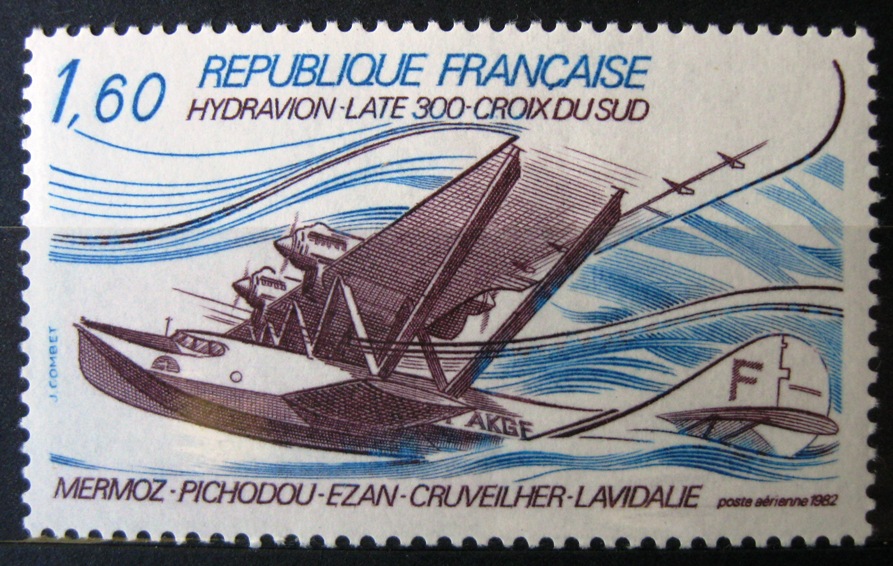 1,60
REPUBLIQUE FRANÇAISE
HYDRAVION-LATE 300-CROIX DU SUD
J. COMBET
F
AKGF
MERMOZ-PICHODOU-EZAN-CRUVEILHER-LAVIDALIE
poste aérienne 1982